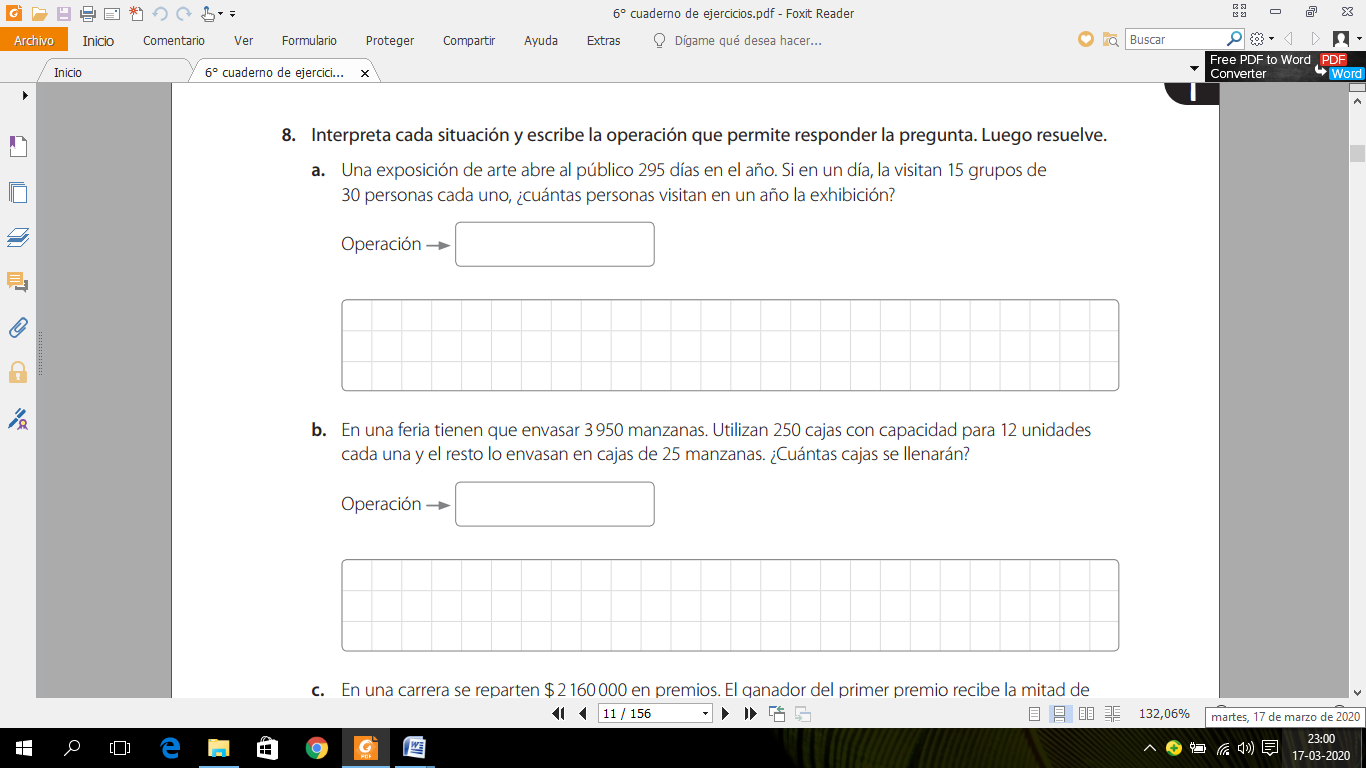 6° cuaderno de ejercicios.pdf - Foxit Reader
Archivo Inicio Comentario Ver Formulario Proteger Compartir Ayuda Extras Dígame qué desea hacer... Buscar
Inicio 6° cuaderno de ejercici... x Free PDF to Word PDF
Converter Word
8. Interpreta cada situación y escribe la operación que permite responder la pregunta. Luego resuelve.
a. Una exposición de arte abre al público 295 días en el año. Si en un día, la visitan 15 grupos de
30 personas cada uno, ¿cuántas personas visitan en un año la exhibición?
Operación
b. En una feria tienen que envasar 3 950 manzanas. Utilizan 250 cajas con capacidad para 12 unidades
cada una y el resto lo envasan en cajas de 25 manzanas. ¿Cuántas cajas se llenarán?
Operación
c. En una carrera se reparten $ 2 160 000 en premios. El ganador del primer premio recibe la mitad de
11 / 156 132,06% martes, 17 de marzo de 2020
23:00
17-03-2020